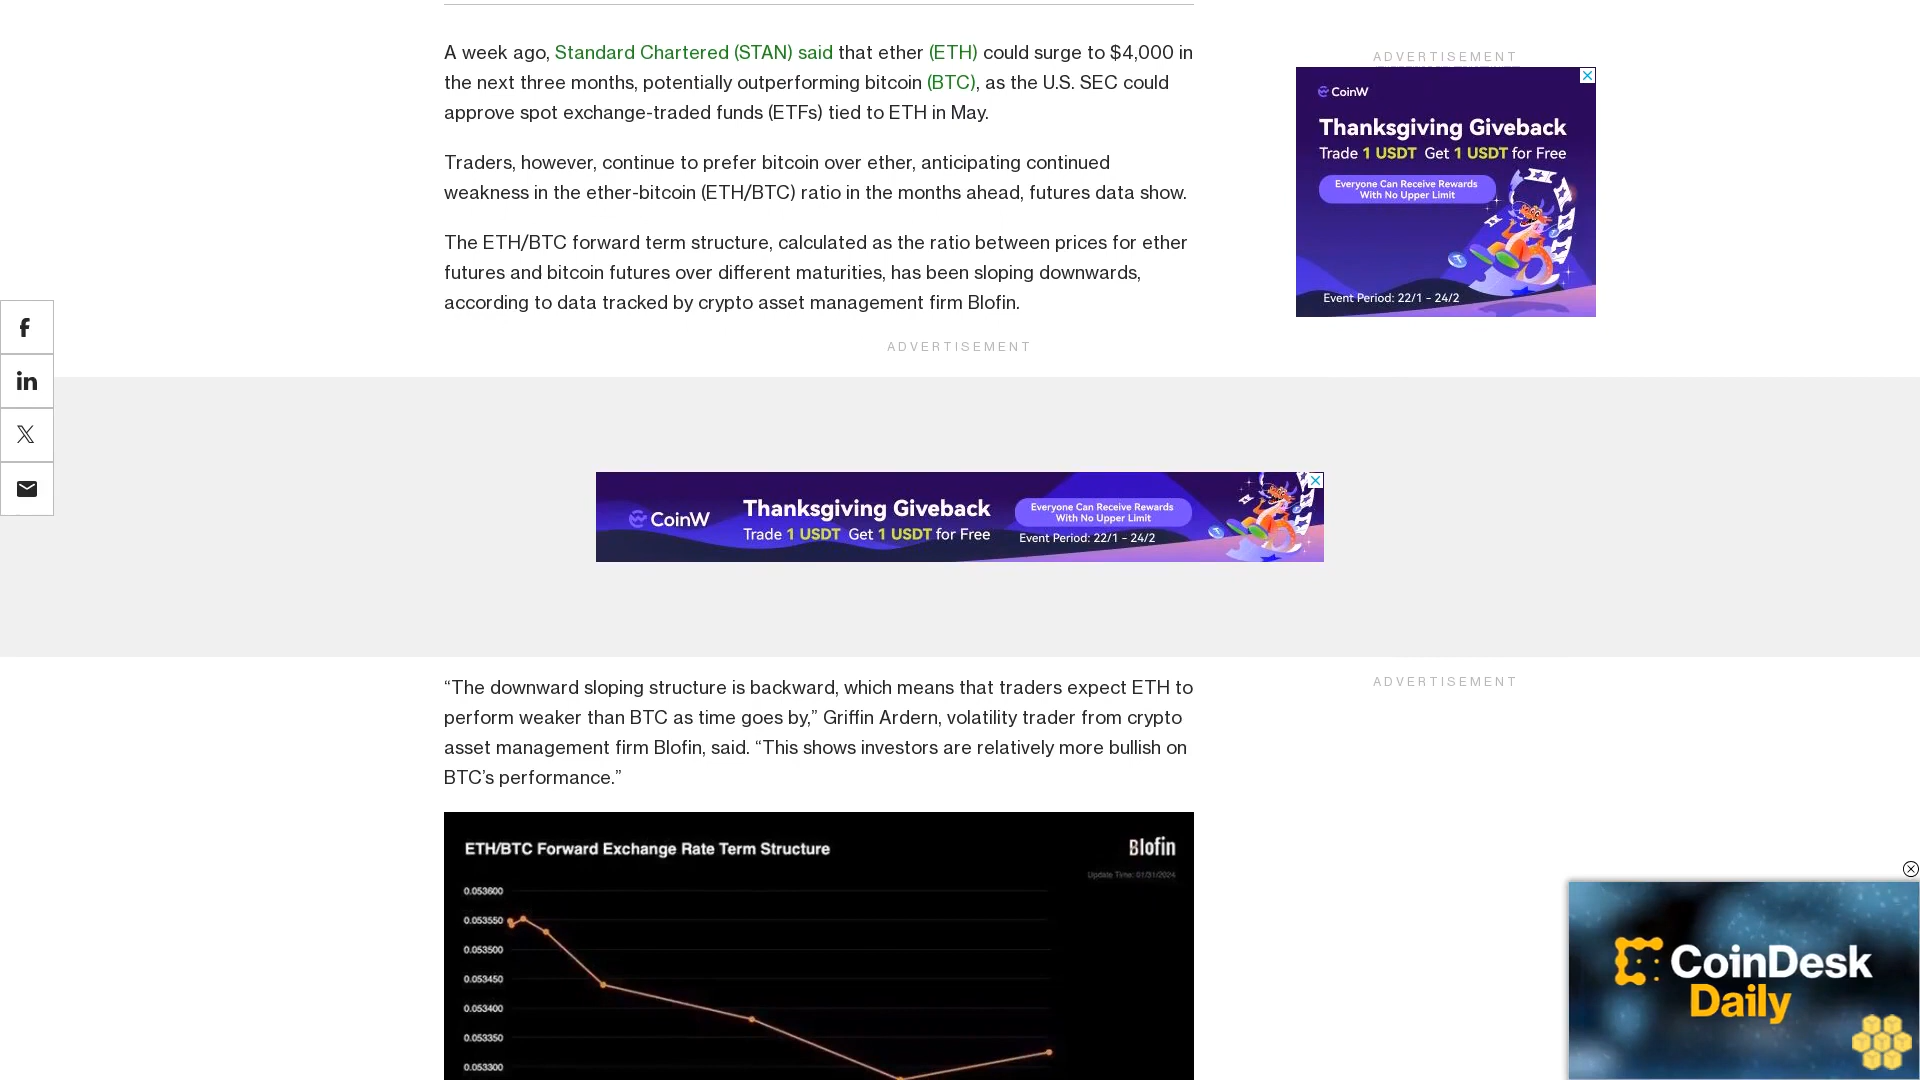 A week ago, Standard Chartered (STAN) said that ether (ETH) could surge to $4,000 in
the next three months, potentially outperforming bitcoin (BTC), as the U.S. SEC could
approve spot exchange-traded funds (ETFs) tied to ETH in May.
Traders, however, continue to prefer bitcoin over ether, anticipating continued
weakness in the ether-bitcoin (ETH/BTC) ratio in the months ahead, futures data show.
The ETH/BTC forward term structure, calculated as the ratio between prices for ether
futures and bitcoin futures over different maturities, has been sloping downwards,
according to data tracked by crypto asset management firm Blofin.
ADVERTISEMENT
CoinW
Thanksgiving Giveback
Trade 1 USDT Get 1 USDT for Free
Everyone Can Receive Rewards
With No Upper Limit
Event Period: 22/1 - 24/2
ADVERTISEMENT
CoinW
Thanksgiving Giveback
Trade 1 USDT Get 1 USDT for Free
Everyone Can Receive Rewards
With No Upper Limit
Event Period: 22/1 - 24/2
“The downward sloping structure is backward, which means that traders expect ETH to
perform weaker than BTC as time goes by,” Griffin Ardern, volatility trader from crypto
asset management firm Blofin, said. “This shows investors are relatively more bullish on
BTC’s performance.”
ADVERTISEMENT
ETH/BTC Forward Exchange Rate Term Structure
Blofin
Update Time: 01/31/2024
0.053600
0.053550
0.053500
0.053450
0.053400
0.053350
0.053300
CoinDesk
Daily